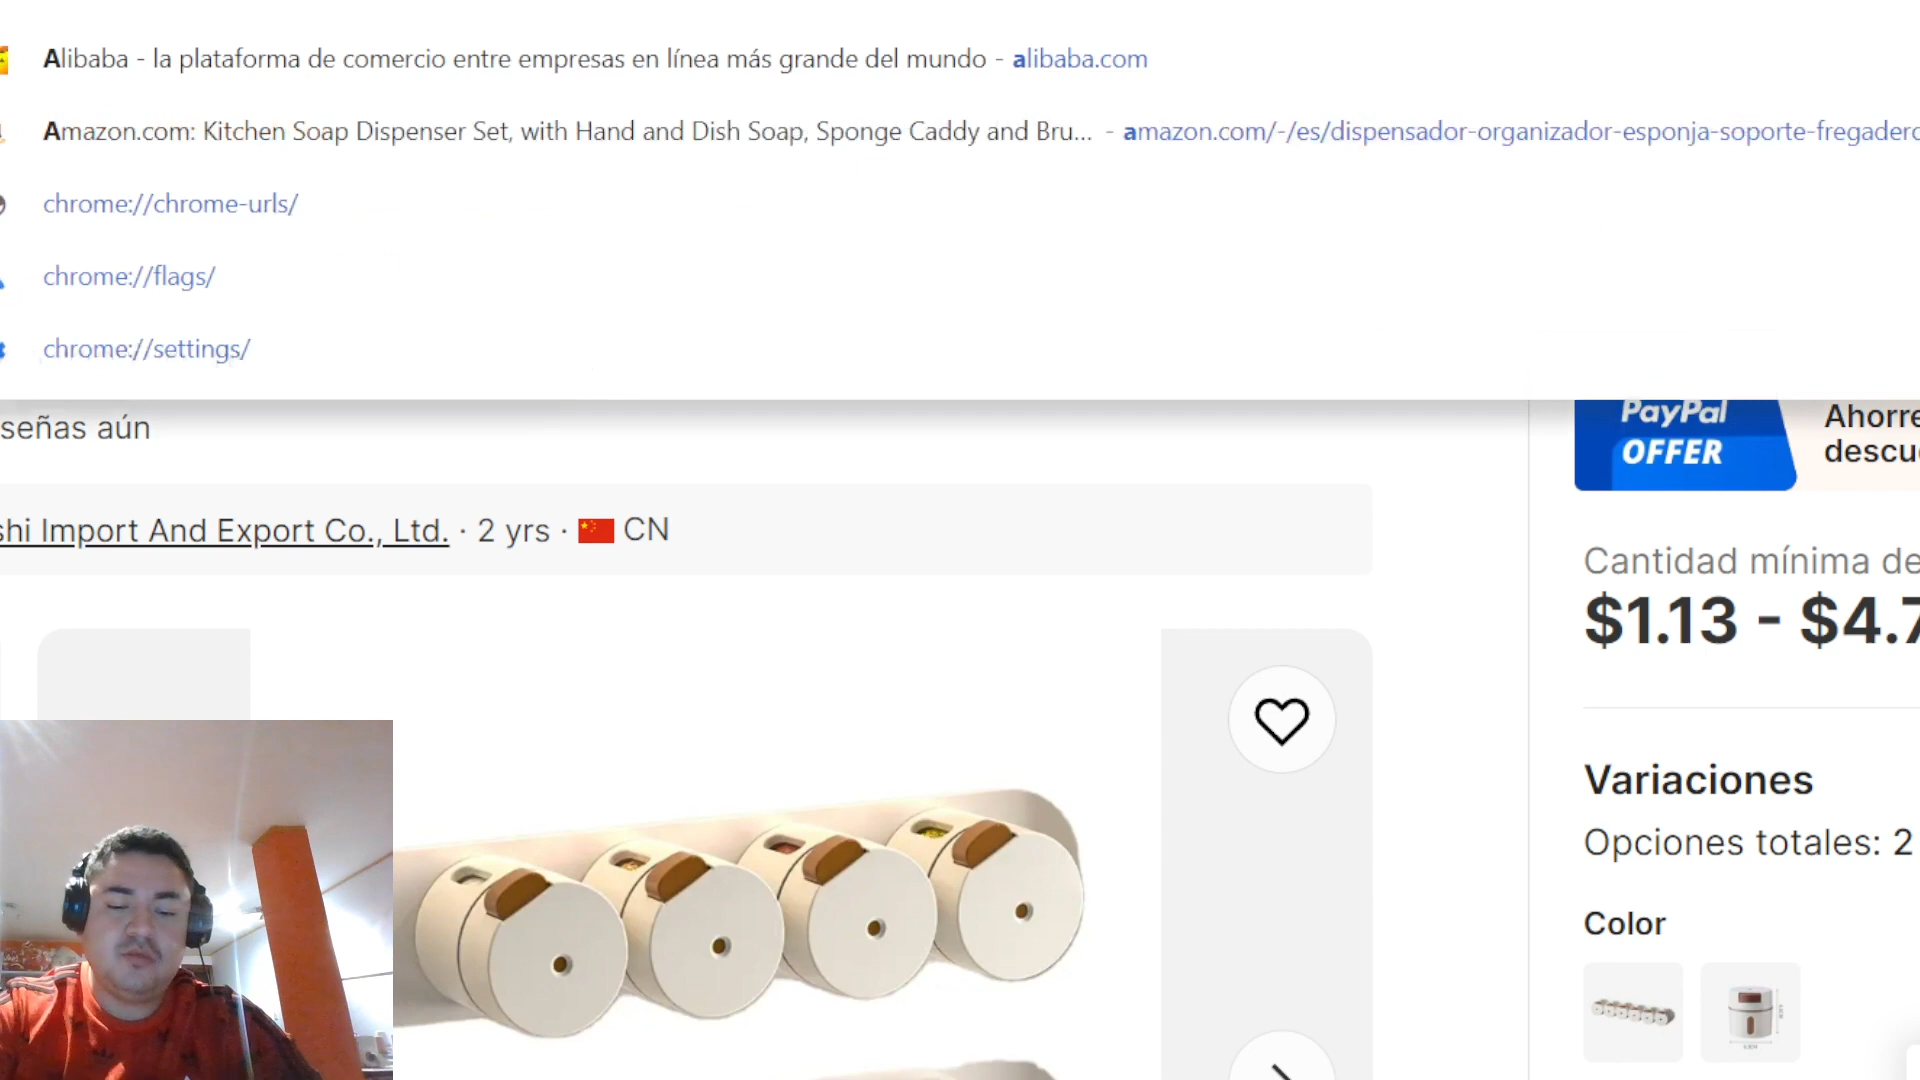 Alibaba - la plataforma de comercio entre empresas en línea más grande del mundo - alibaba.com
Amazon.com: Kitchen Soap Dispenser Set, with Hand and Dish Soap, Sponge Caddy and Bru... - amazon.com/-/es/dispensador-organizador-esponja-soporte-fregadero
chrome://chrome-urls/
chrome://flags/
chrome://settings/
señas aún
shi Import And Export Co., Ltd. · 2 yrs · CN
PayPal
OFFER
Ahorre
descu
Cantidad mínima de
$1.13 - $4.7
Variaciones
Opciones totales: 2
Color